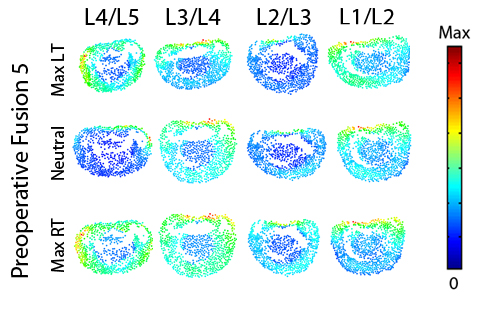 L4/L5 L3/L4 L2/L3 L1/L2
Max
Preoperative Fusion 5
Max LT
Neutral
Max RT
0